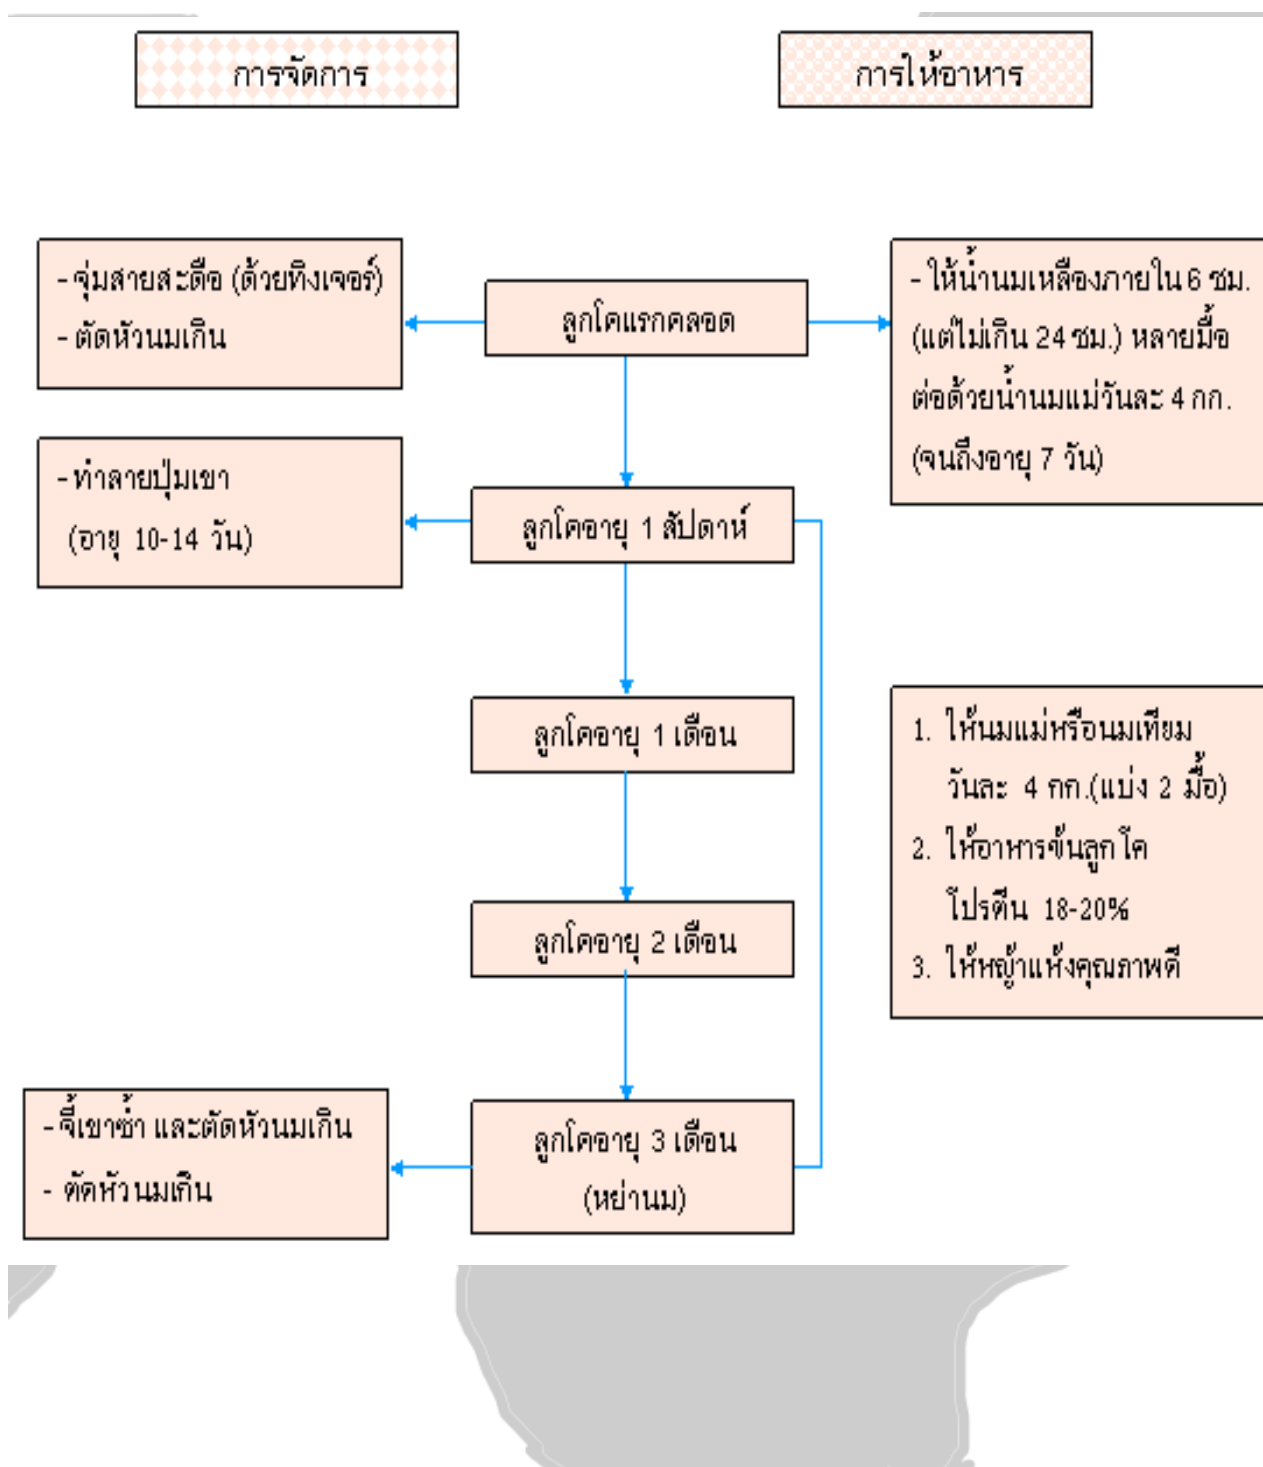 การจัดการ
การให้อาหาร
- จุ่มสายสะดือ (ด้วยทิงเจอร์)
- ตัดหัวนมเกิน
ลูกโคแรกคลอด
- ให้น้ำนมเหลืองภายใน 6 ชม.
(แต่ไม่เกิน 24 ชม.) หลายมื้อ
ต่อด้วยน้ำนมแม่วันละ 4 กก.
(จนถึงอายุ 7 วัน)
- ทำลายปุ่มเขา
(อายุ 10-14 วัน)
ลูกโคอายุ 1 สัปดาห์
ลูกโคอายุ 1 เดือน
1. ให้นมแม่หรือนมเทียม
วันละ 4 กก.(แบ่ง 2 มื้อ)
2. ให้อาหารข้นลูกโค
โปรตีน 18-20%
3. ให้หญ้าแห้งคุณภาพดี
ลูกโคอายุ 2 เดือน
- จี้เขาซ้ำ และตัดหัวนมเกิน
- ตัดหัวนมเกิน
ลูกโคอายุ 3 เดือน
(หย่านม)